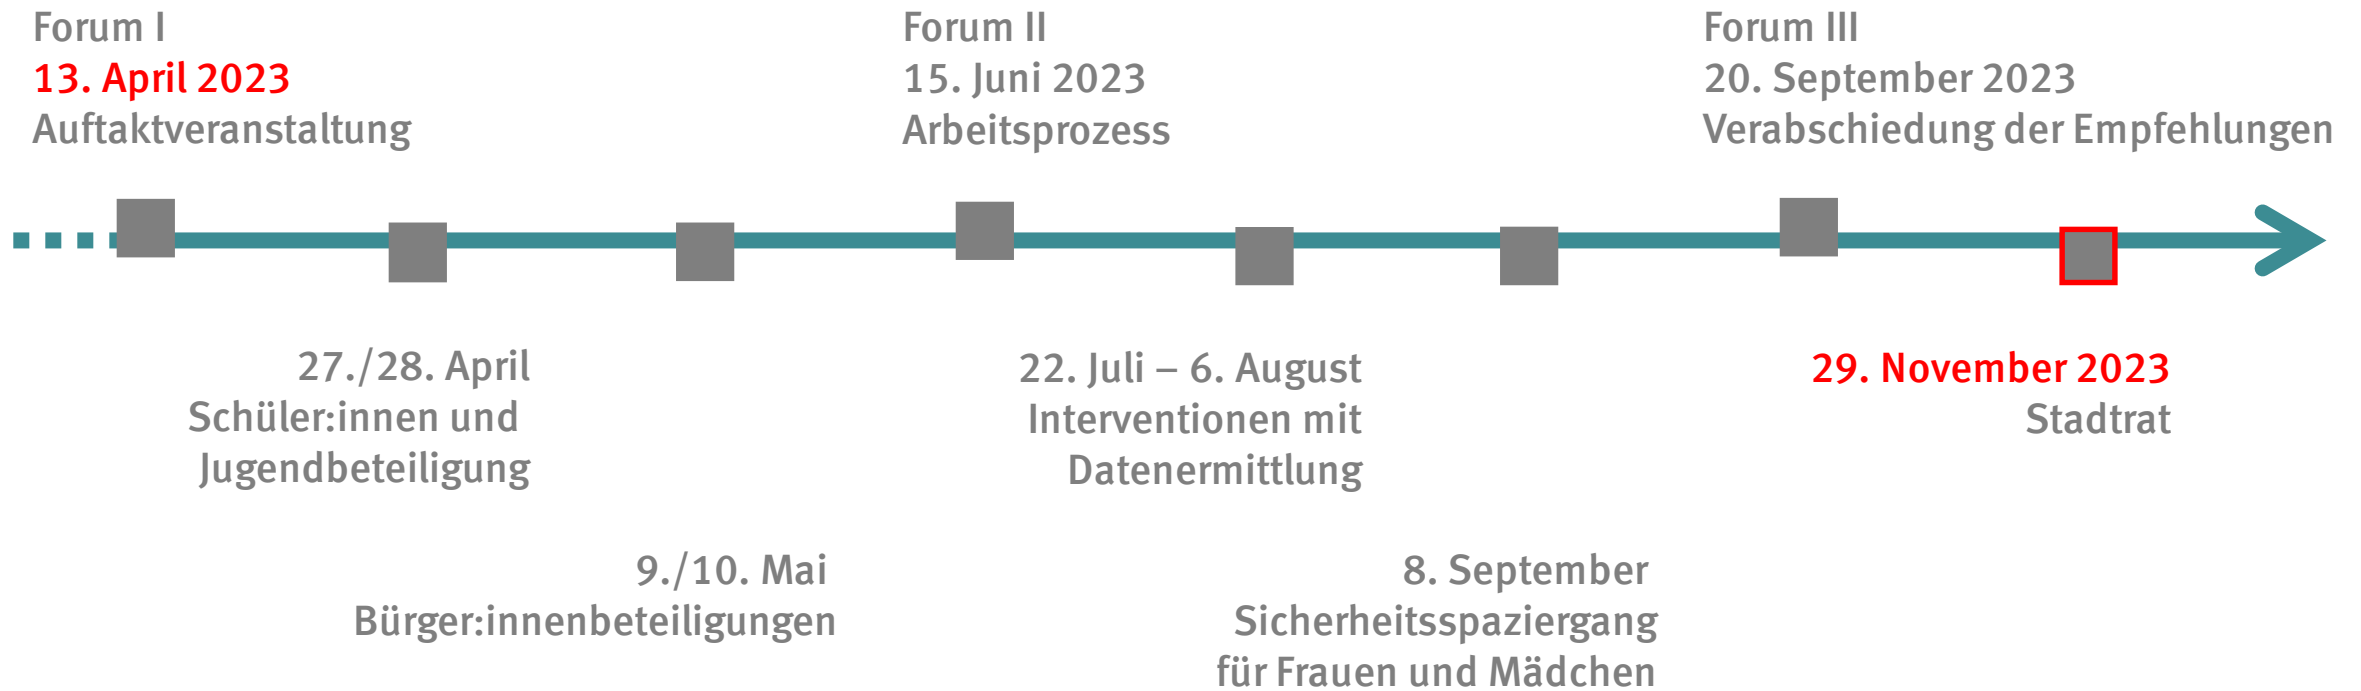 Forum I
13. April 2023
Auftaktveranstaltung
Forum II
15. Juni 2023
Arbeitsprozess
Forum III
20. September 2023
Verabschiedung der Empfehlungen
27./28. April
Schüler:innen und
Jugendbeteiligung
9./10. Mai
Bürger:innenbeteiligungen
22. Juli – 6. August
Interventionen mit
Datenermittlung
8. September
Sicherheitsspaziergang
für Frauen und Mädchen
29. November 2023
Stadtrat